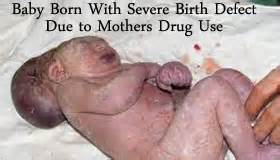 Baby Born With Severe Birth Defect
Due to Mothers Drug Use